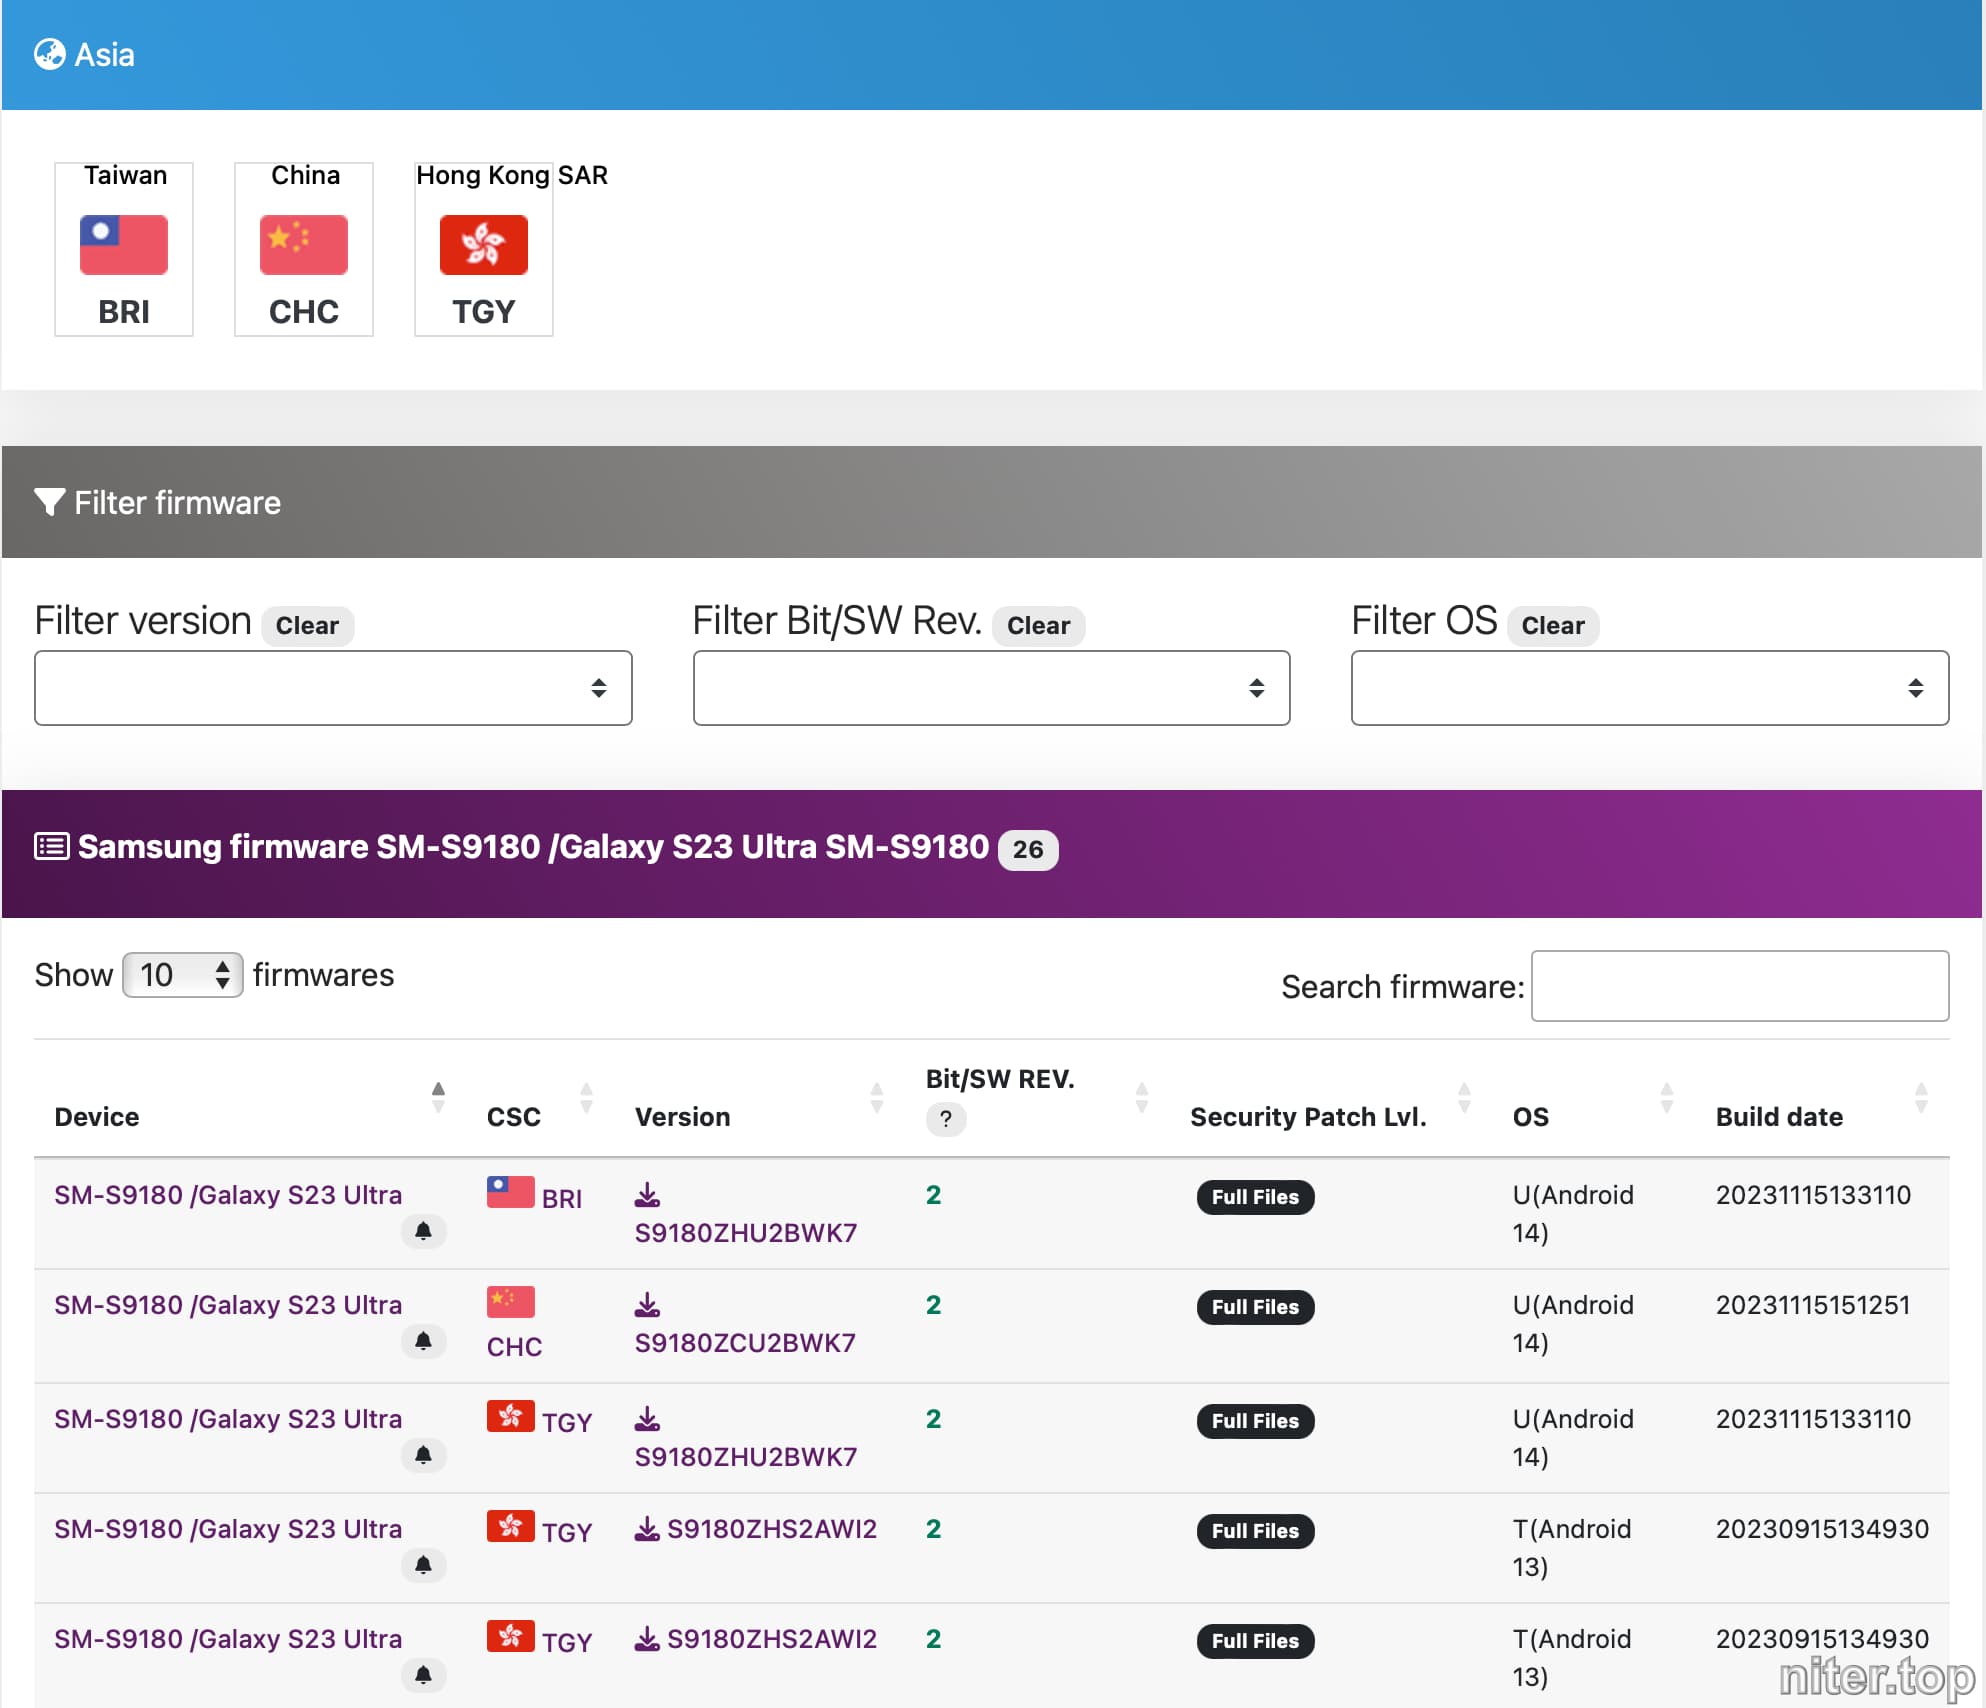 Asia
Taiwan China Hong Kong SAR
BRI CHC TGY
Filter firmware
Filter version Clear Filter Bit/SW Rev. Clear Filter OS Clear
Samsung firmware SM-S9180 /Galaxy S23 Ultra SM-S9180 26
Show 10 firmwares
Search firmware:
Bit/SW REV.
Device CSC Version ? Security Patch Lvl. OS Build date
SM-S9180 /Galaxy S23 Ultra BRI 2 Full Files U(Android 20231115133110
S9180ZHU2BWK7 14)
SM-S9180 /Galaxy S23 Ultra 2 Full Files U(Android 20231115151251
CHC S9180ZCU2BWK7 14)
SM-S9180 /Galaxy S23 Ultra TGY 2 Full Files U(Android 20231115133110
S9180ZHU2BWK7 14)
SM-S9180 /Galaxy S23 Ultra TGY S9180ZHS2AWI2 2 Full Files T(Android 20230915134930
13)
SM-S9180 /Galaxy S23 Ultra TGY S9180ZHS2AWI2 2 Full Files T(Android 20230915134930
13)
niter.top